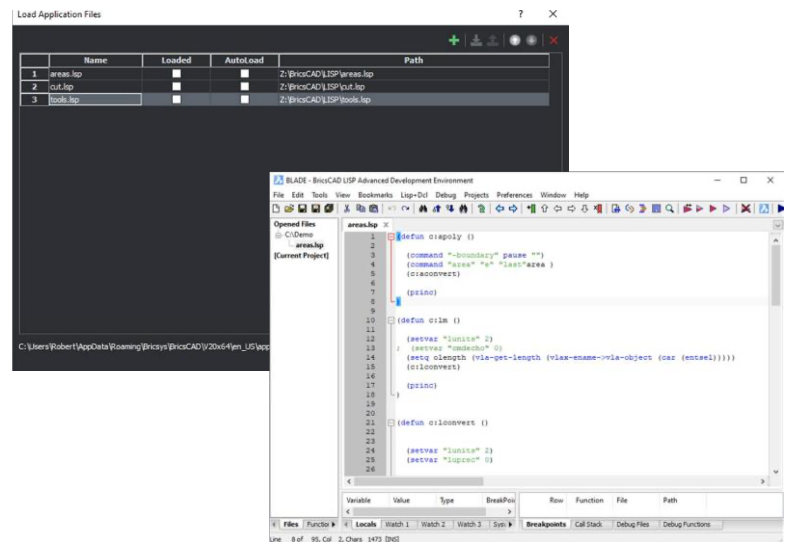 Load Application Files ? ×
Name Loaded AutoLoad Path
1 areas.lsp Z:\BricsCAD\LISP\areas.lsp
2 cut.lsp Z:\BricsCAD\LISP\cut.lsp
3 tools.lsp Z:\BricsCAD\LISP\tools.lsp
C:\Users\Robert\AppData\Roaming\Bricsys\BricsCAD\V20x64\en_US\app
BLADE - BricsCAD LISP Advanced Development Environment
File Edit Tools View Bookmarks Lisp+Dcl Debug Projects Preferences Window Help
Opened Files
C:\Demo
areas.lsp
[Current Project]
areas.lsp ×
1 (defun c:apoly ()
2
3 (command "-boundary" pause "")
4 (command "area" "e" "last"area )
5 (c:aconvert)
6
7 (princ)
8 )
9
10 (defun c:lm ()
11
12 (setvar "lunits" 2)
13 ; (setvar "cmdecho" 0)
14 (setq olength (vla-get-length (vlax-ename->vla-object (car (entsel)))))
15 (c:lconvert)
16
17 (princ)
18 )
19
20
21 (defun c:lconvert ()
22
23
24 (setvar "lunits" 2)
25 (setvar "luprec" 0)
26
Variable Value Type BreakPoi
Row Function File Path
Files Functio Locals Watch 1 Watch 2 Watch 3 Sys Breakpoints Call Stack Debug Files Debug Functions
Line 8 of 95, Col 2, Chars 1473 [INS]